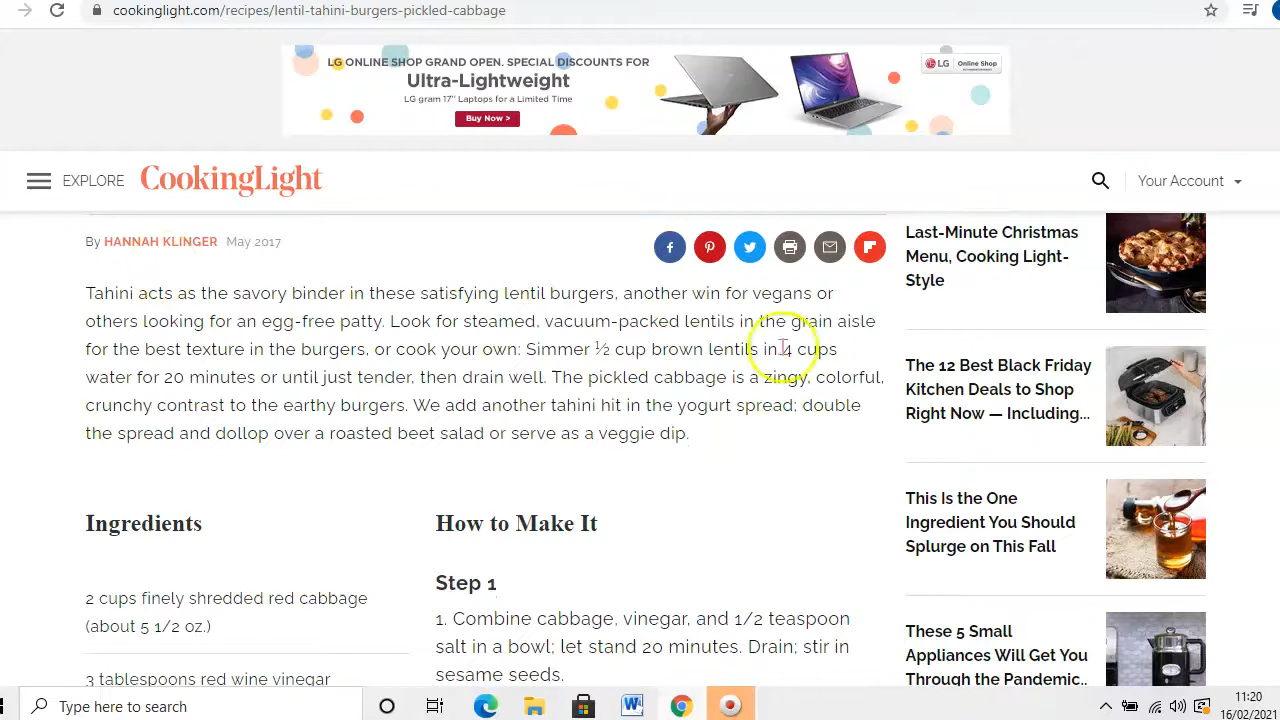 cookinglight.com/recipes/lentil-tahini-burgers-pickled-cabbage
LG ONLINE SHOP GRAND OPEN. SPECIAL DISCOUNTS FOR
Ultra-Lightweight
LG gram 17" Laptops for a Limited Time
Buy Now >
LG Online Shop
EXPLORE
CookingLight
Your Account
By HANNAH KLINGER May 2017
Tahini acts as the savory binder in these satisfying lentil burgers, another win for vegans or
others looking for an egg-free patty. Look for steamed, vacuum-packed lentils in the grain aisle
for the best texture in the burgers, or cook your own: Simmer ½ cup brown lentils in 4 cups
water for 20 minutes or until just tender, then drain well. The pickled cabbage is a zingy, colorful,
crunchy contrast to the earthy burgers. We add another tahini hit in the yogurt spread; double
the spread and dollop over a roasted beet salad or serve as a veggie dip.
Ingredients
2 cups finely shredded red cabbage
(about 5 1/2 oz.)
3 tablespoons red wine vinegar
How to Make It
Step 1
1. Combine cabbage, vinegar, and 1/2 teaspoon
salt in a bowl; let stand 20 minutes. Drain; stir in
sesame seeds.
Last-Minute Christmas
Menu, Cooking Light-
Style
The 12 Best Black Friday
Kitchen Deals to Shop
Right Now — Including...
This Is the One
Ingredient You Should
Splurge on This Fall
These 5 Small
Appliances Will Get You
Through the Pandemic...
Type here to search
11:20
16/02/2021